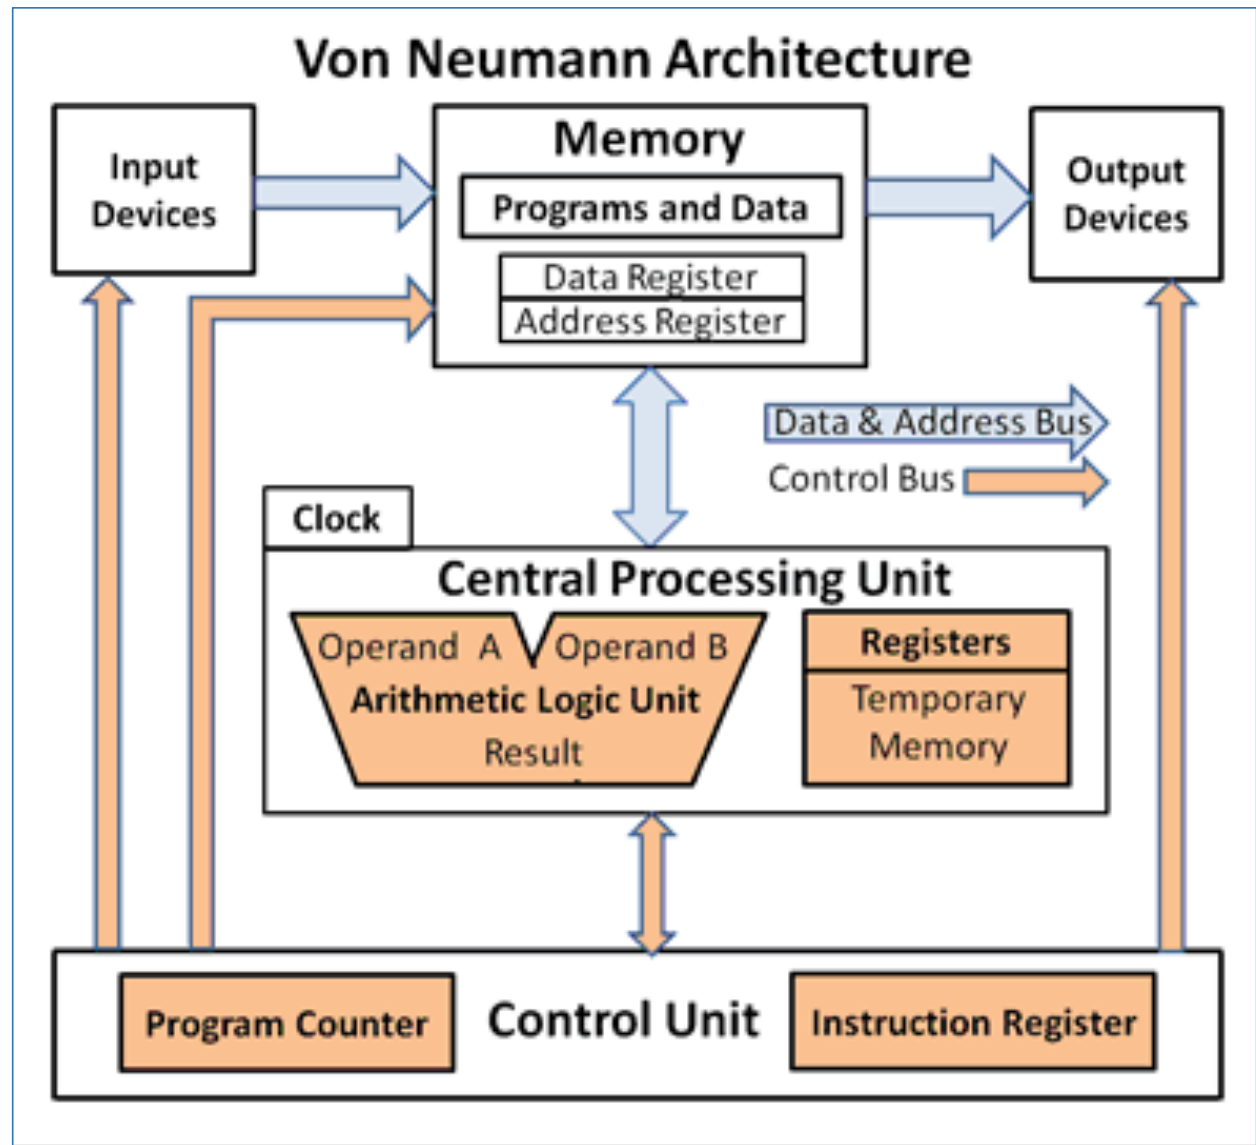 Von Neumann Architecture
Input
Devices
Memory
Programs and Data
Data Register
Address Register
Output
Devices
Data & Address Bus
Control Bus
Clock
Central Processing Unit
Operand A Operand B
Arithmetic Logic Unit
Result
Registers
Temporary
Memory
Program Counter
Control Unit
Instruction Register